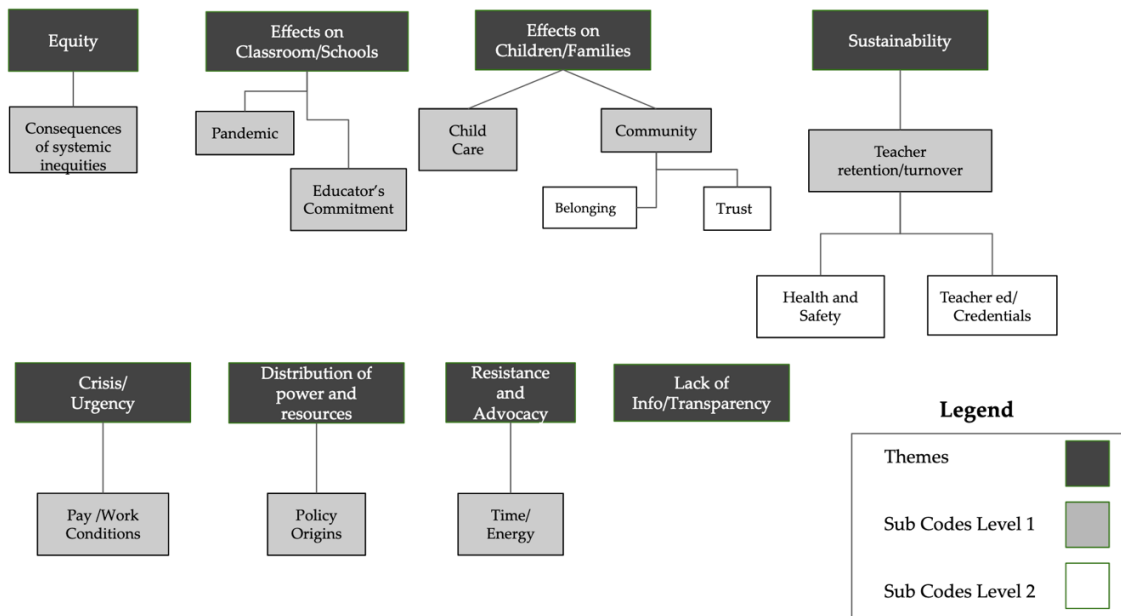 Equity
Effects on
Classroom/Schools
Effects on
Children/Families
Sustainability
Consequences
of systemic
inequities
Pandemic
Educator's
Commitment
Child
Care
Community
Belonging
Trust
Teacher
retention/turnover
Health and
Safety
Teacher ed/
Credentials
Crisis/
Urgency
Distribution of
power and
resources
Resistance
and
Advocacy
Lack of
Info/Transparency
Pay /Work
Conditions
Policy
Origins
Time/
Energy
Legend
Themes
Sub Codes Level 1
Sub Codes Level 2